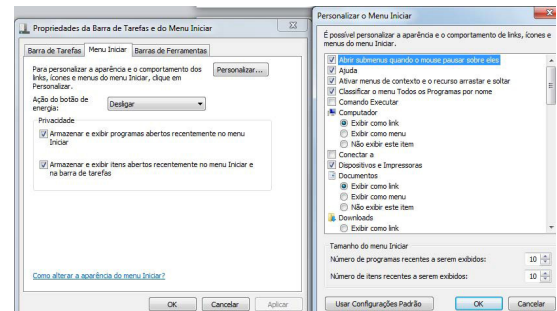 Propriedades da Barra de Tarefas e do Menu Iniciar
Barra de Tarefas Menu Iniciar Barras de Ferramentas
Para personalizar a aparência e o comportamento dos
links, ícones e menus do menu Iniciar, clique em
Personalizar.
Personalizar...
Ação do botão de
energia:
Desligar
Privacidade
Armazenar e exibir programas abertos recentemente no menu
Iniciar
Armazenar e exibir itens abertos recentemente no menu Iniciar e
na barra de tarefas
Como alterar a aparência do menu Iniciar?
OK Cancelar Aplicar
Personalizar o Menu Iniciar
É possível personalizar a aparência e o comportamento de links, ícones e
menus do menu Iniciar.
Abrir submenus quando o mouse pausar sobre eles
Ajuda
Ativar menus de contexto e o recurso arrastar e soltar
Classificar o menu Todos os Programas por nome
Comando Executar
Computador
Exibir como link
Exibir como menu
Não exibir este item
Conectar a
Dispositivos e Impressoras
Documentos
Exibir como link
Exibir como menu
Não exibir este item
Downloads
Exibir como link
Tamanho do menu Iniciar
Número de programas recentes a serem exibidos: 10
Número de itens recentes a serem exibidos: 10
Usar Configurações Padrão OK Cancelar